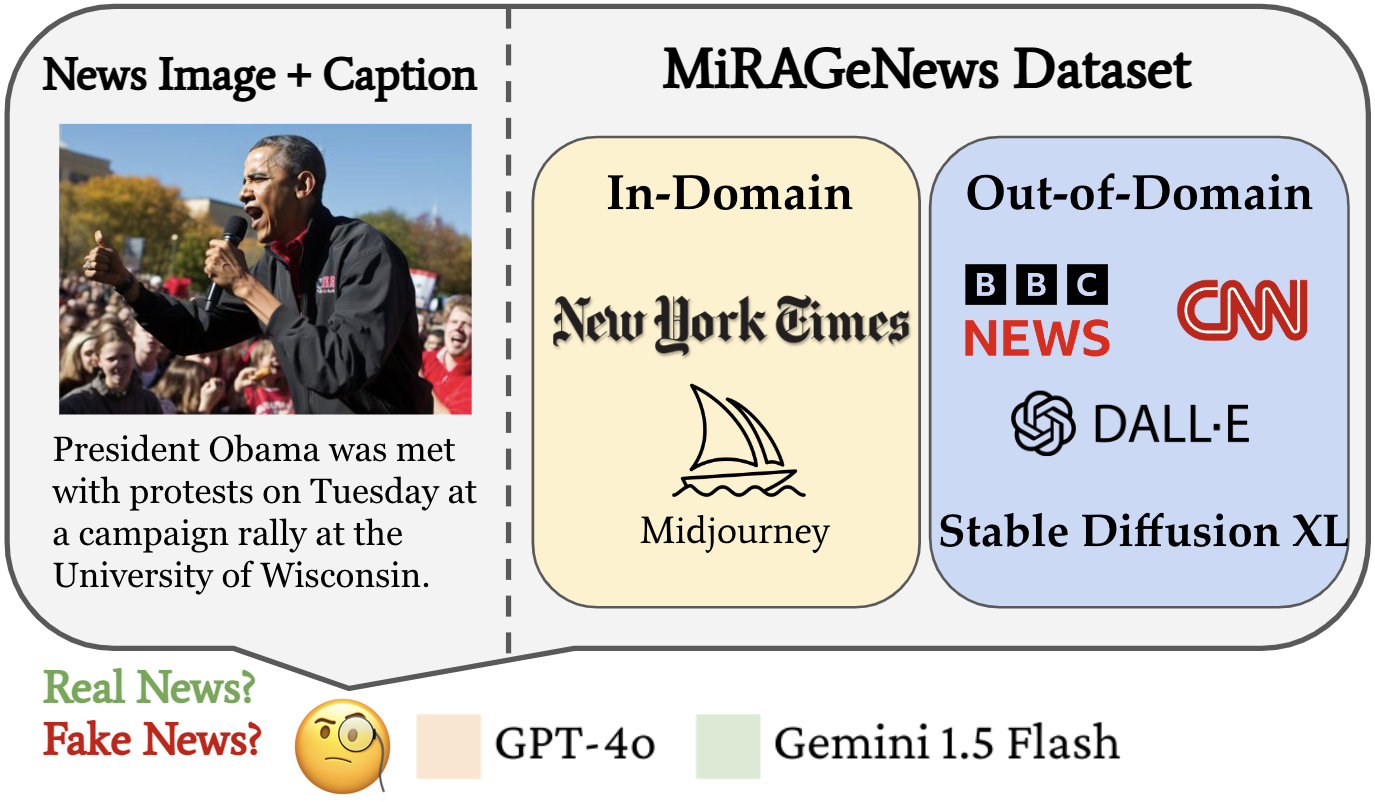 News Image + Caption
President Obama was met
with protests on Tuesday at
a campaign rally at the
University of Wisconsin.
MiRAGeNews Dataset
In-Domain
New York Times
Midjourney
Out-of-Domain
BBC
NEWS
CNN
DALL·E
Stable Diffusion XL
Real News?
Fake News?
GPT-4o
Gemini 1.5 Flash